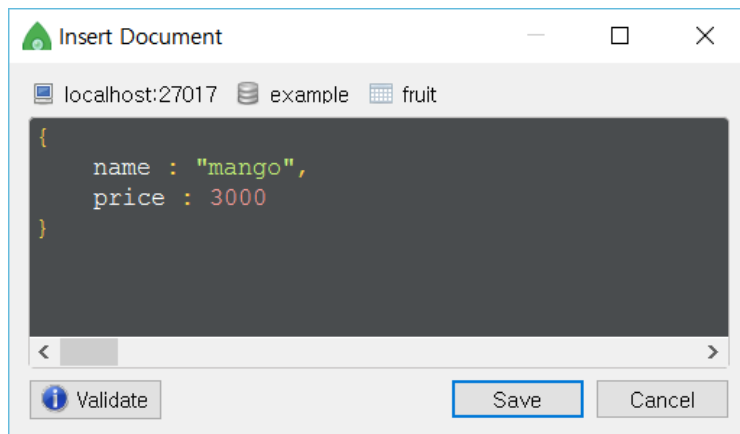 Insert Document
localhost:27017 example fruit
{
name : "mango",
price : 3000
}
Validate Save Cancel